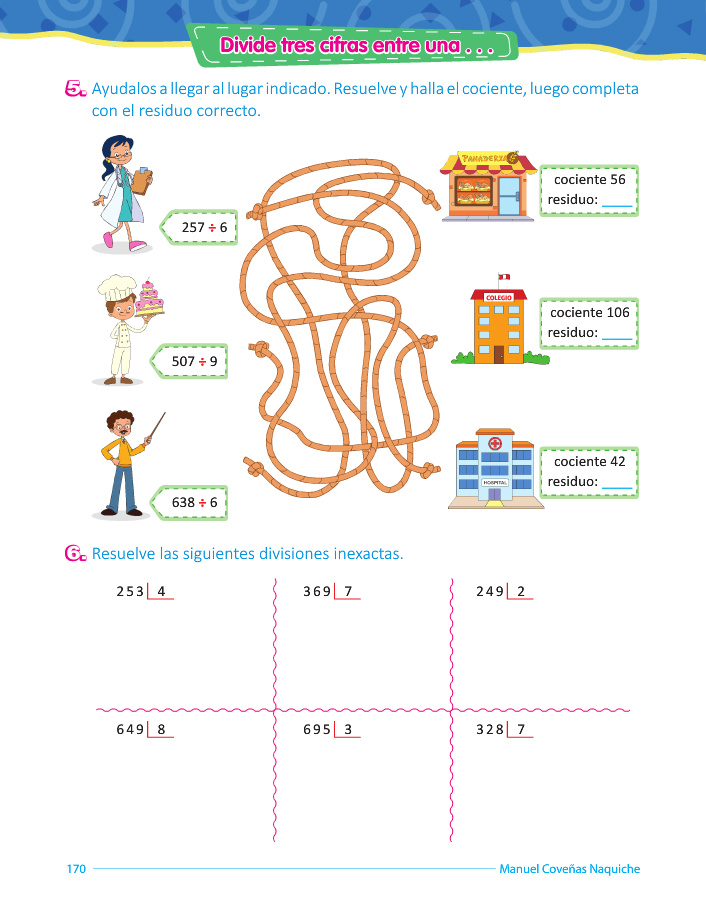 Divide tres cifras entre una . . .
5. Ayudalos a llegar al lugar indicado. Resuelve y halla el cociente, luego completa
con el residuo correcto.
257 ÷ 6
PANADERIA
cociente 56
residuo: ____
507 ÷ 9
COLEGIO
cociente 106
residuo: ____
638 ÷ 6
HOSPITAL
cociente 42
residuo: ____
6. Resuelve las siguientes divisiones inexactas.
253 4
369 7
249 2
649 8
695 3
328 7
170
Manuel Coveñas Naquiche